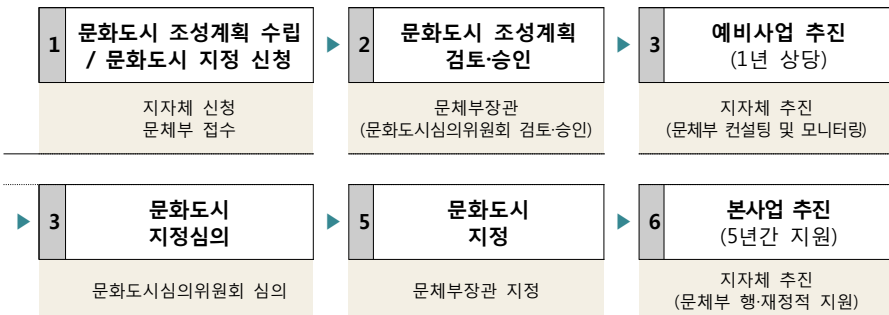 1
문화도시 조성계획 수립
/ 문화도시 지정 신청
지자체 신청
문체부 접수
▶
2
문화도시 조성계획
검토·승인
문체부장관
(문화도시심의위원회 검토·승인)
▶
3
예비사업 추진
(1년 상당)
지자체 추진
(문체부 컨설팅 및 모니터링)
▶
3
문화도시
지정심의
문화도시심의위원회 심의
▶
5
문화도시
지정
문체부장관 지정
▶
6
본사업 추진
(5년간 지원)
지자체 추진
(문체부 행·재정적 지원)